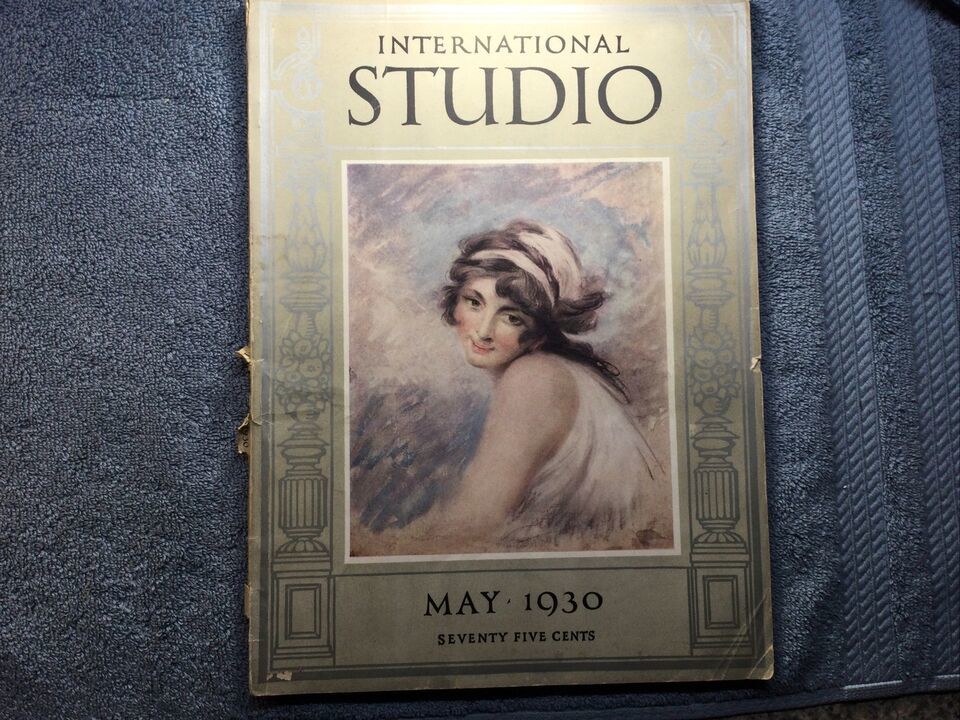 INTERNATIONAL
STUDIO
MAY · 1930
SEVENTY FIVE CENTS